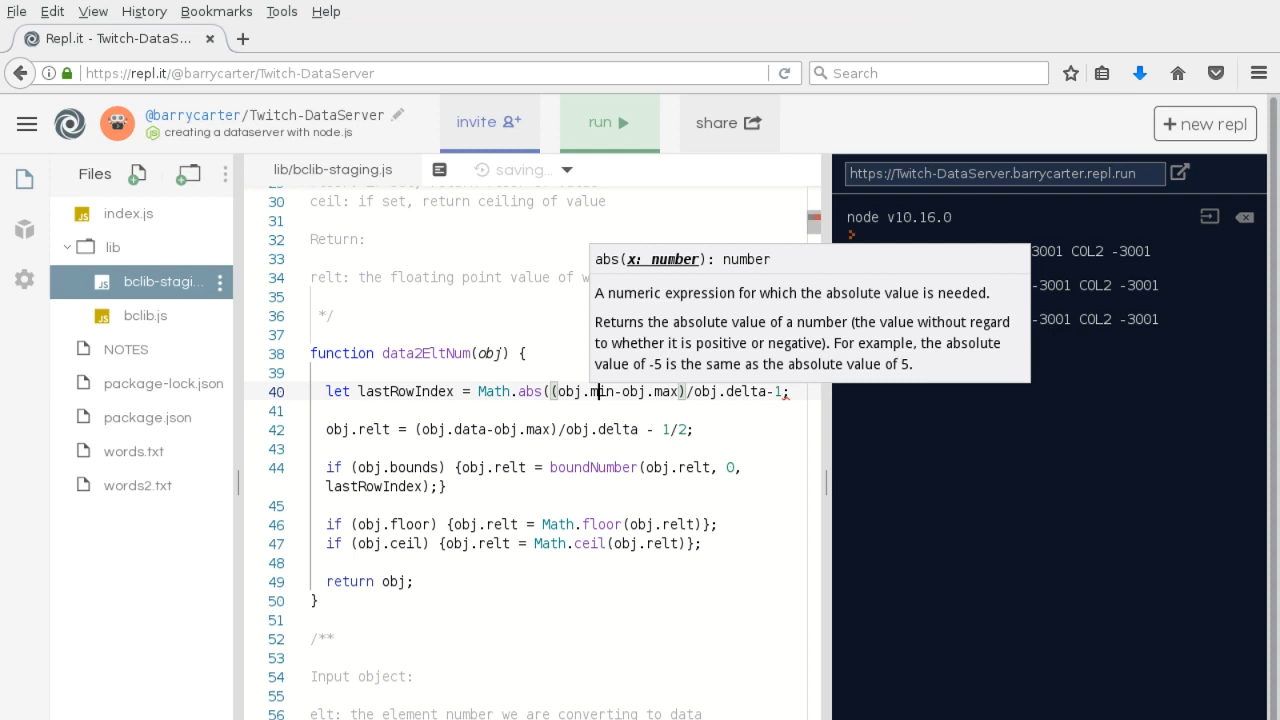 File Edit View History Bookmarks Tools Help
Repl.it - Twitch-DataS...
https://repl.it/@barrycarter/Twitch-DataServer
Search
@barrycarter/Twitch-DataServer
creating a dataserver with node.js
invite
run
share
+ new repl
Files
lib/bclib-staging.js
saving...
https://Twitch-DataServer.barrycarter.repl.run
index.js
lib
bclib-stagi...
bclib.js
NOTES
package-lock.json
package.json
words.txt
words2.txt
30 ceil: if set, return ceiling of value
31
32 Return:
33
34 relt: the floating point value of w
35
36 */
37
38 function data2EltNum(obj) {
39
40 let lastRowIndex = Math.abs((obj.min-obj.max)/obj.delta-1;
41
42 obj.relt = (obj.data-obj.max)/obj.delta - 1/2;
43
44 if (obj.bounds) {obj.relt = boundNumber(obj.relt, 0,
lastRowIndex);}
45
46 if (obj.floor) {obj.relt = Math.floor(obj.relt)};
47 if (obj.ceil) {obj.relt = Math.ceil(obj.relt)};
48
49 return obj;
50 }
51
52 /**
53
54 Input object:
55
56 elt: the element number we are converting to data
abs(x: number): number
A numeric expression for which the absolute value is needed.
Returns the absolute value of a number (the value without regard
to whether it is positive or negative). For example, the absolute
value of -5 is the same as the absolute value of 5.
node v10.16.0
3001 COL2 -3001
-3001 COL2 -3001
-3001 COL2 -3001